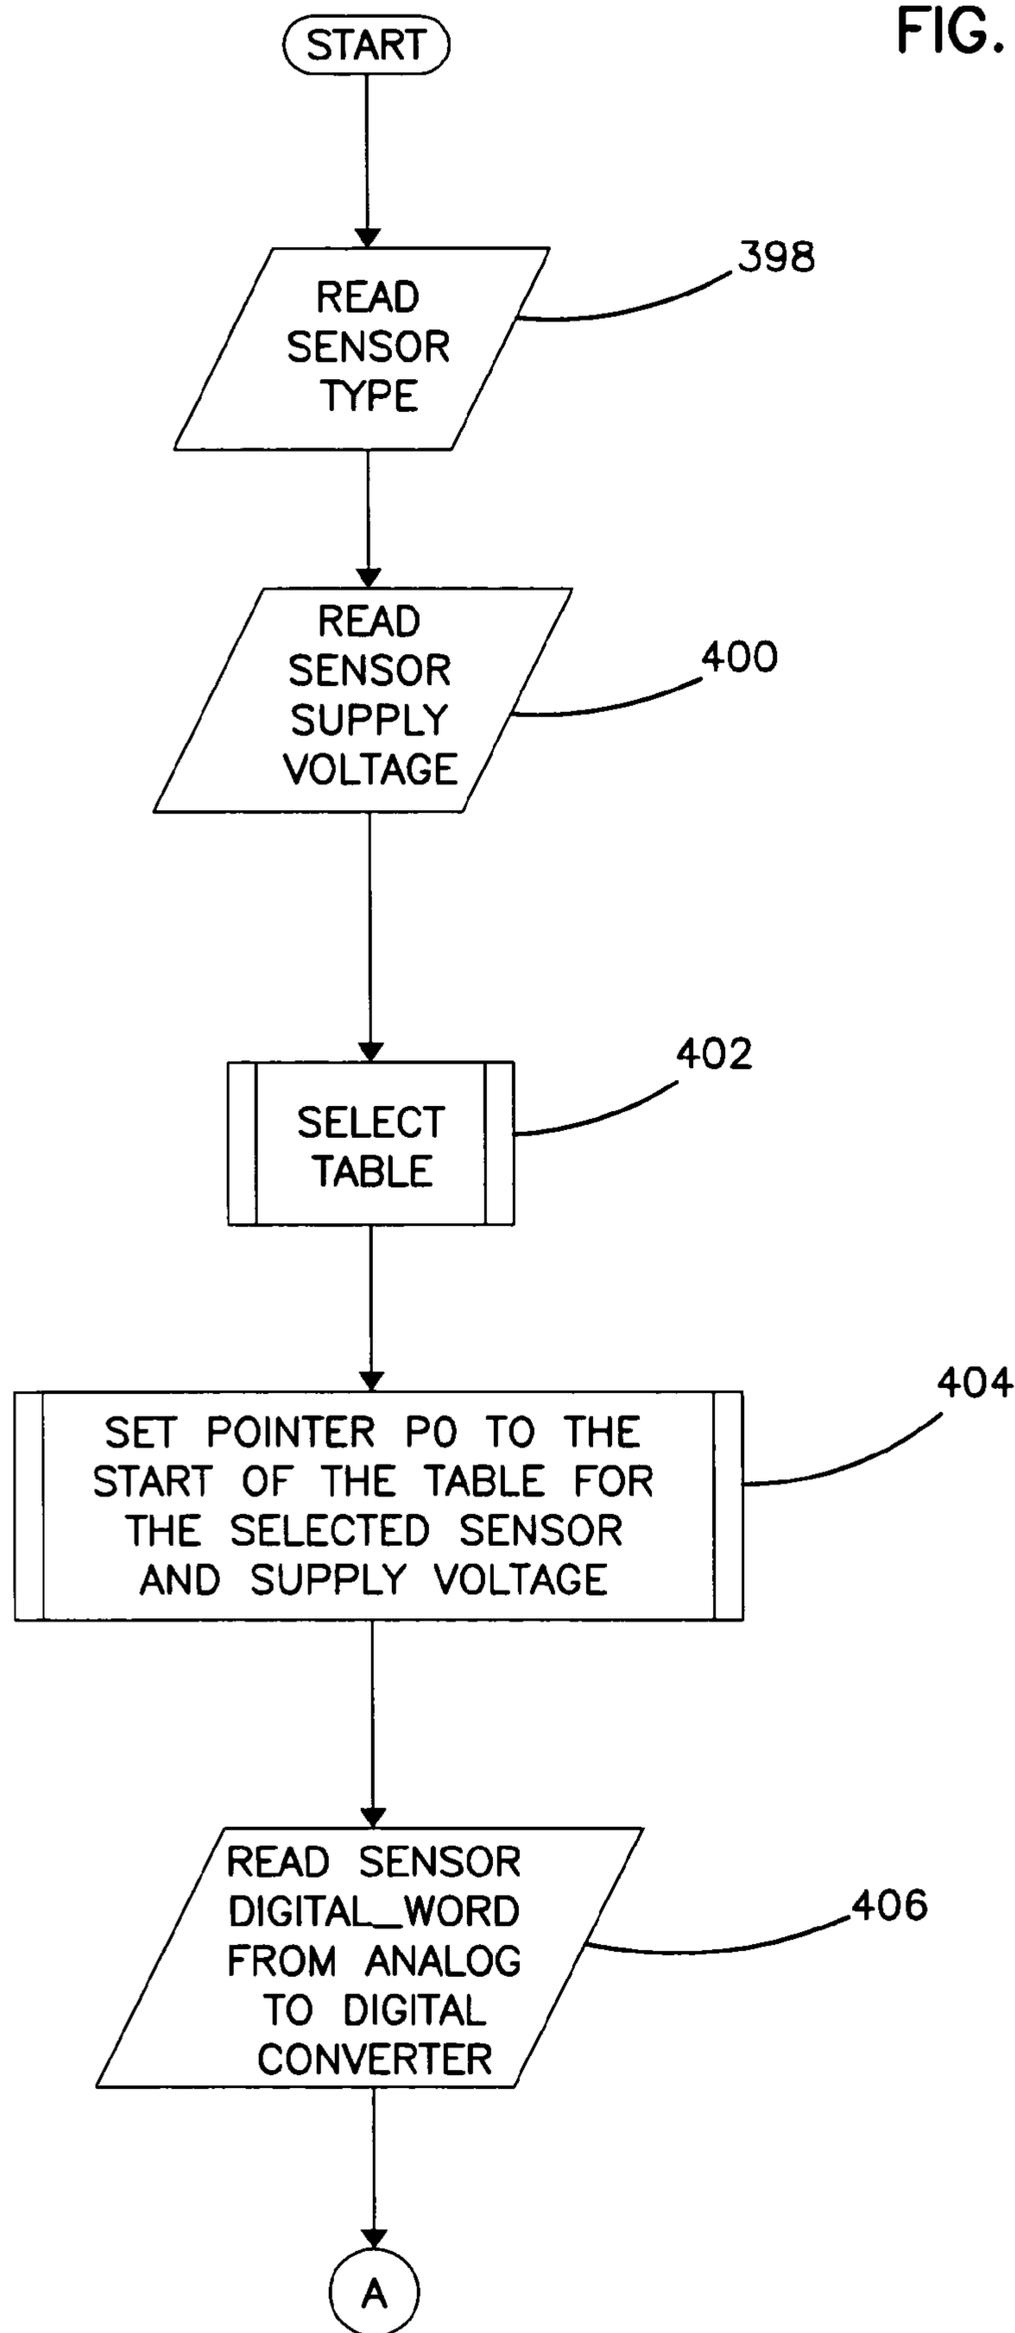 FIG.
START
398
READ
SENSOR
TYPE
400
READ
SENSOR
SUPPLY
VOLTAGE
402
SELECT
TABLE
404
SET POINTER PO TO THE
START OF THE TABLE FOR
THE SELECTED SENSOR
AND SUPPLY VOLTAGE
406
READ SENSOR
DIGITAL_WORD
FROM ANALOG
TO DIGITAL
CONVERTER
A